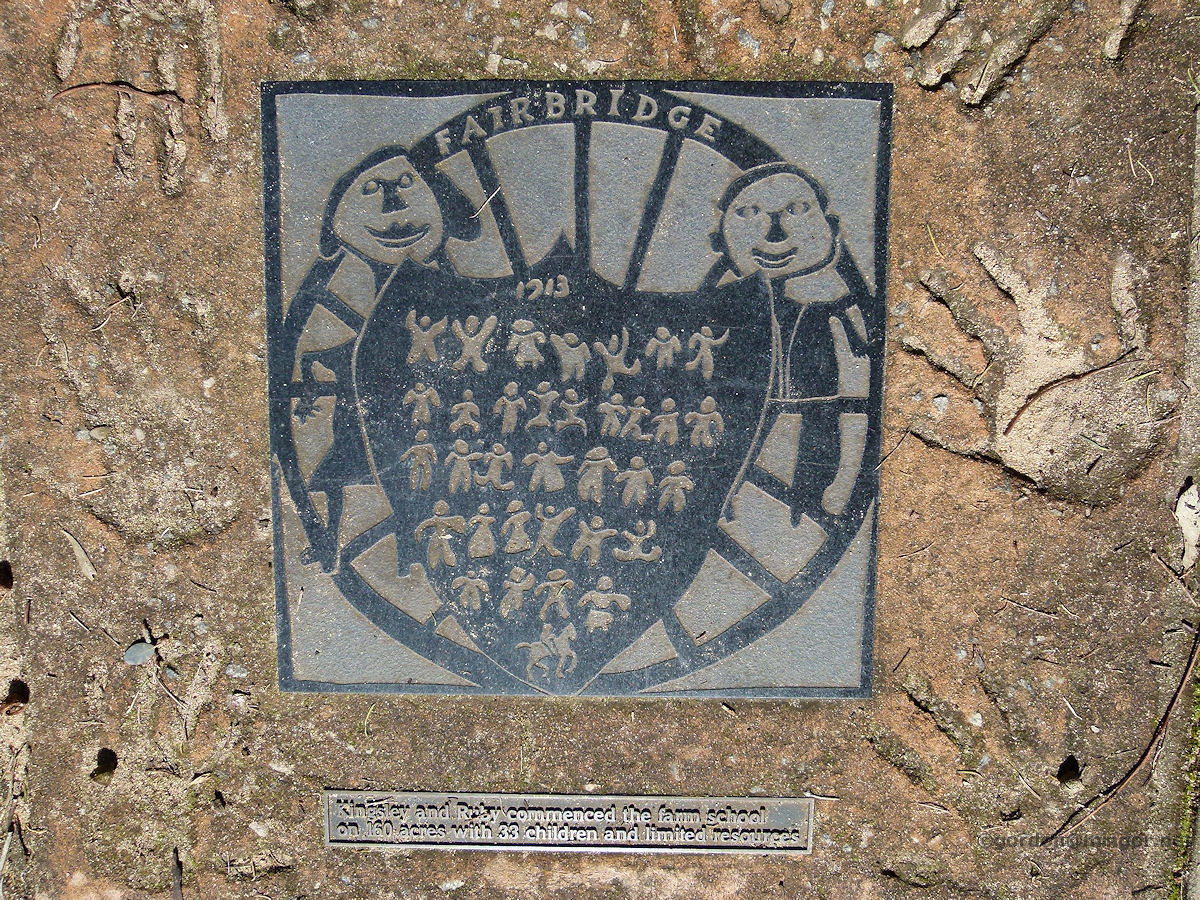 FAIRBRIDGE
1913
Kingsley and Ruby commenced the farm school
on 160 acres with 33 children and limited resources